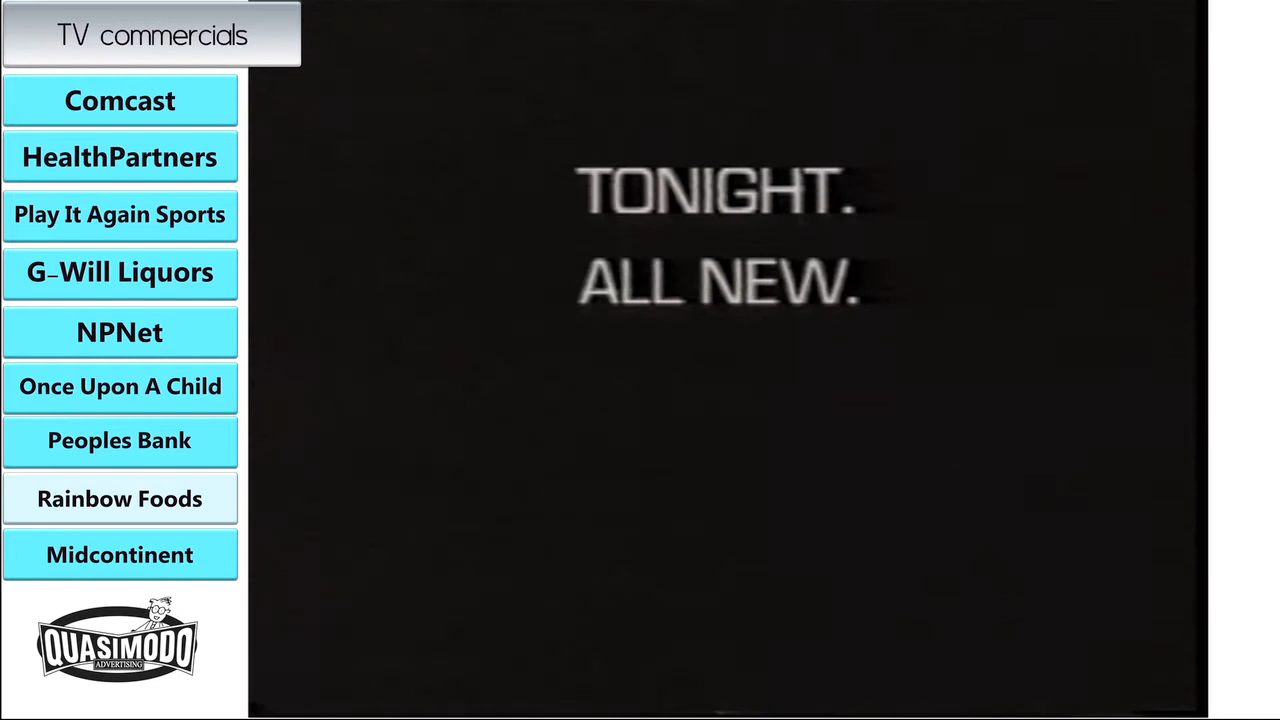 TV commercials
Comcast
HealthPartners
Play It Again Sports
G-Will Liquors
NPNet
Once Upon A Child
Peoples Bank
Rainbow Foods
Midcontinent
QUASIMODO
ADVERTISING
TONIGHT.
ALL NEW.